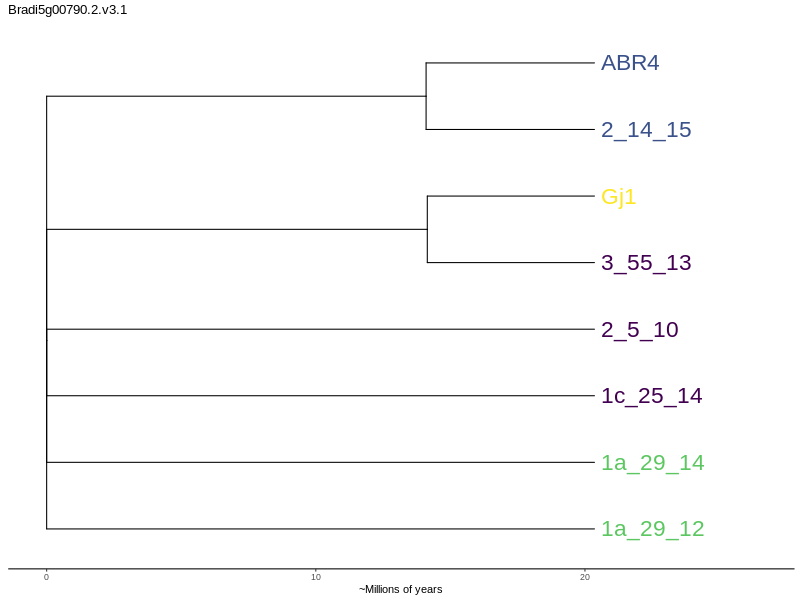 Bradi5g00790.2.v3.1
ABR4
2_14_15
Gj1
3_55_13
2_5_10
1c_25_14
1a_29_14
1a_29_12
0 10 20
~Millions of years